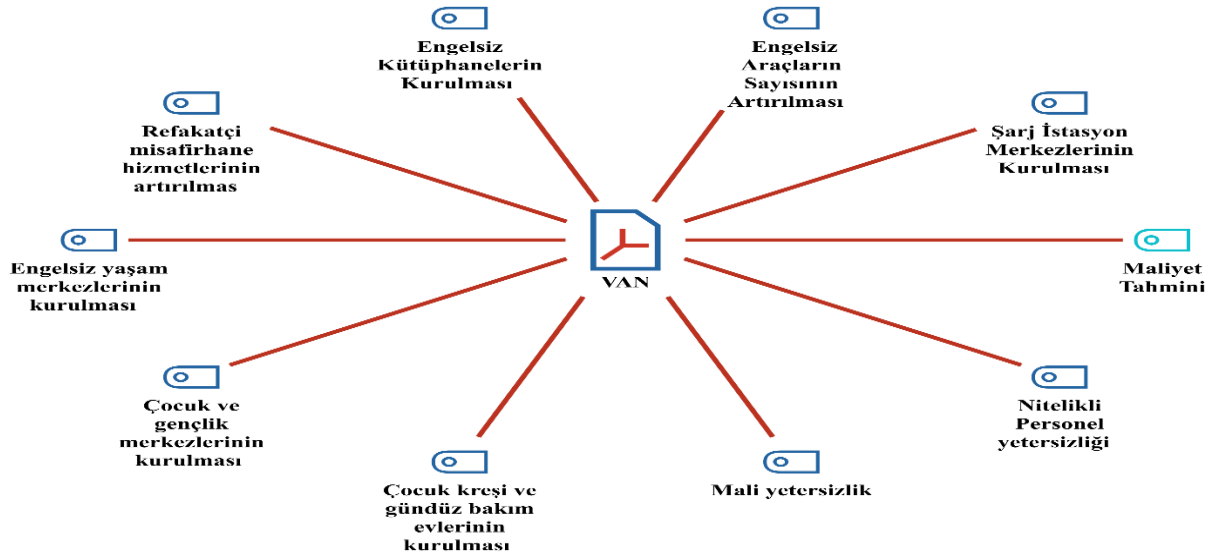 Engelsiz
Kütüphanelerin
Kurulması
Engelsiz
Araçların
Sayısının
Artırılması
Refakatçi
misafirhane
hizmetlerinin
artırılmas
Şarj İstasyon
Merkezlerinin
Kurulması
Engelsiz yaşam
merkezlerinin
kurulması
VAN
Maliyet
Tahmini
Çocuk ve
gençlik
merkezlerinin
kurulması
Nitelikli
Personel
yetersizliği
Çocuk kreşi ve
gündüz bakım
evlerinin
kurulması
Mali yetersizlik